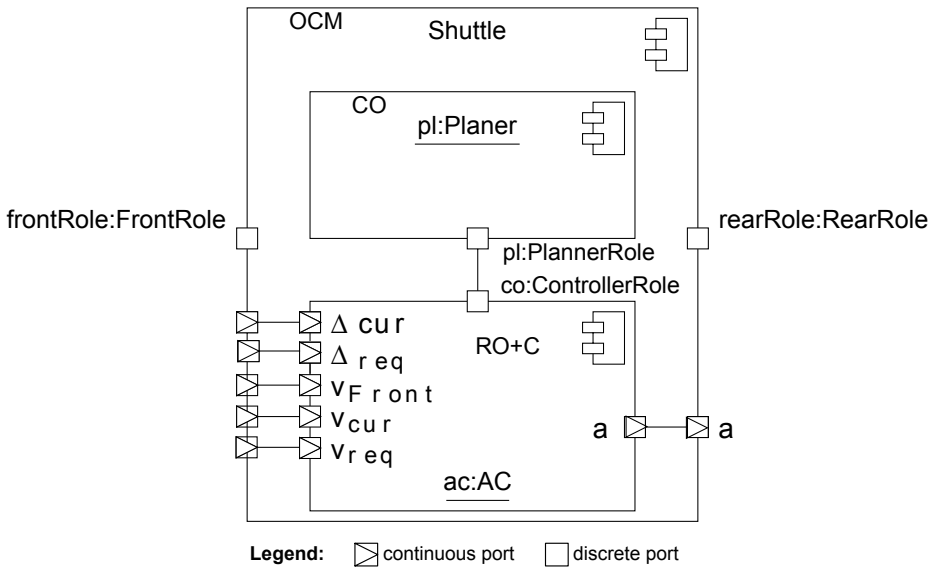 OCM
Shuttle
CO
pl:Planer
frontRole:FrontRole
rearRole:RearRole
pl:PlannerRole
co:ControllerRole
Δ cur
RO+C
Δ req
vFront
vcur
a
a
vreq
ac:AC
Legend: continuous port discrete port